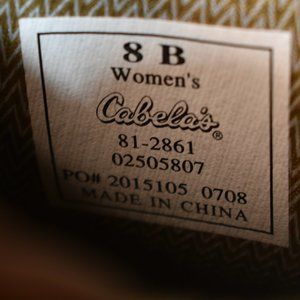 8 B
Women's
Cabela's®
81-2861
02505807
PO# 2015105 0708
MADE IN CHINA